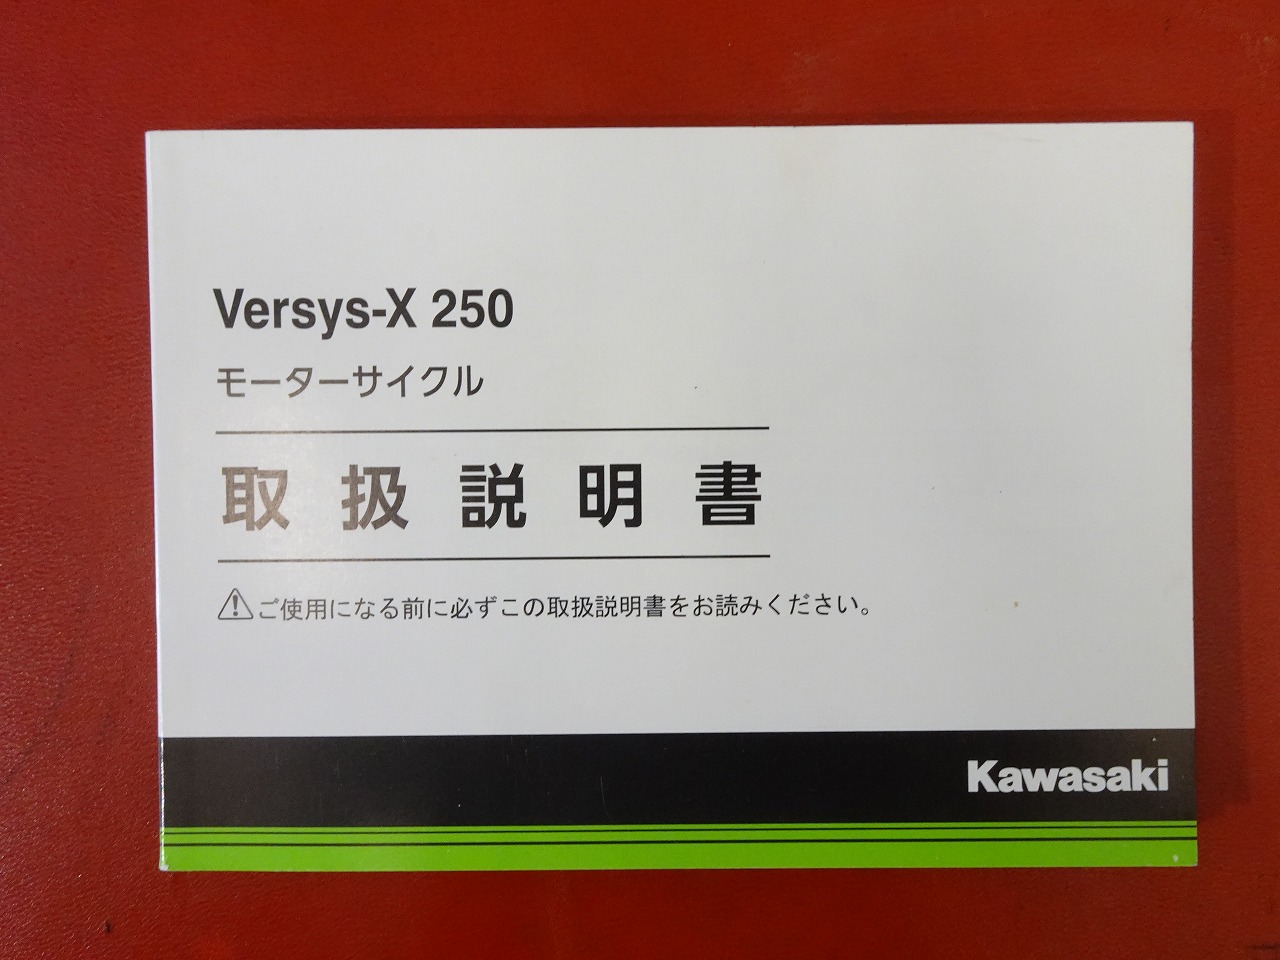 Versys-X 250
モーターサイクル
取扱説明書
ご使用になる前に必ずこの取扱説明書をお読みください。
Kawasaki